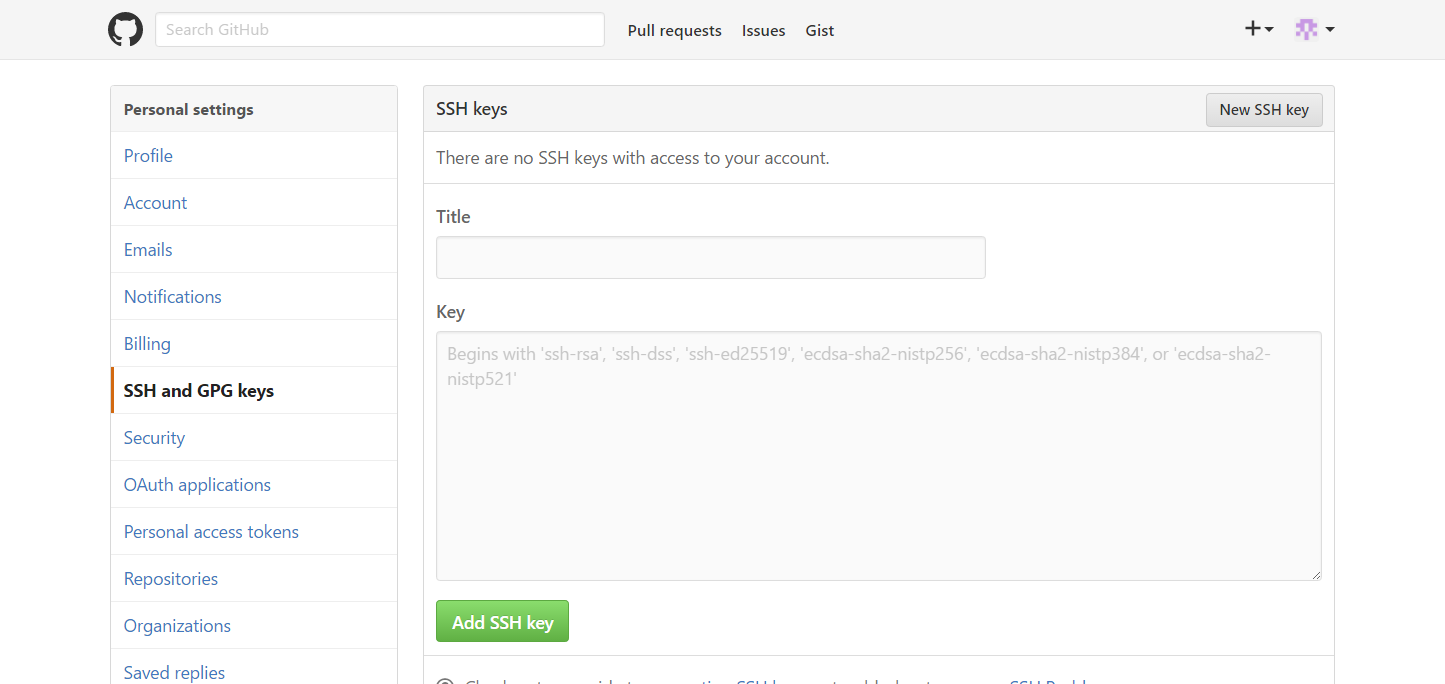 Search GitHub
Pull requests
Issues
Gist
Personal settings
Profile
Account
Emails
Notifications
Billing
SSH and GPG keys
Security
OAuth applications
Personal access tokens
Repositories
Organizations
Saved replies
SSH keys
New SSH key
There are no SSH keys with access to your account.
Title
Key
Begins with 'ssh-rsa', 'ssh-dss', 'ssh-ed25519', 'ecdsa-sha2-nistp256', 'ecdsa-sha2-nistp384', or 'ecdsa-sha2-
nistp521'
Add SSH key